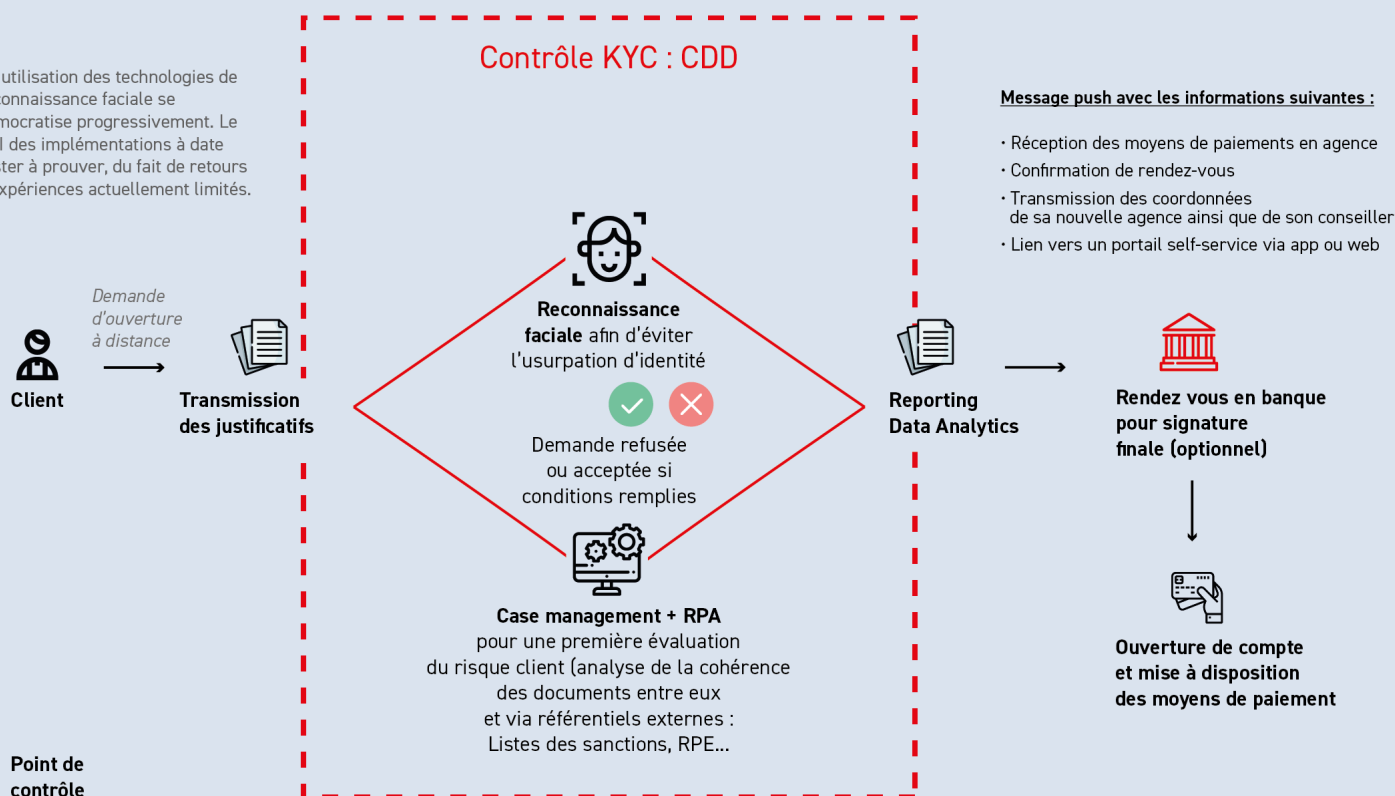 Contrôle KYC : CDD
utilisation des technologies de
connaissance faciale se
mocratise progressivement. Le
des implémentations à date
ster à prouver, du fait de retours
xpériences actuellement limités.
Message push avec les informations suivantes :
· Réception des moyens de paiements en agence
· Confirmation de rendez-vous
· Transmission des coordonnées
de sa nouvelle agence ainsi que de son conseiller
· Lien vers un portail self-service via app ou web
Demande
d'ouverture
à distance
Client
Transmission
des justificatifs
Reconnaissance
faciale afin d'éviter
l'usurpation d'identité
Demande refusée
ou acceptée si
conditions remplies
Case management + RPA
pour une première évaluation
du risque client (analyse de la cohérence
des documents entre eux
et via référentiels externes :
Listes des sanctions, RPE...
Reporting
Data Analytics
Rendez vous en banque
pour signature
finale (optionnel)
Ouverture de compte
et mise à disposition
des moyens de paiement
Point de
contrôle